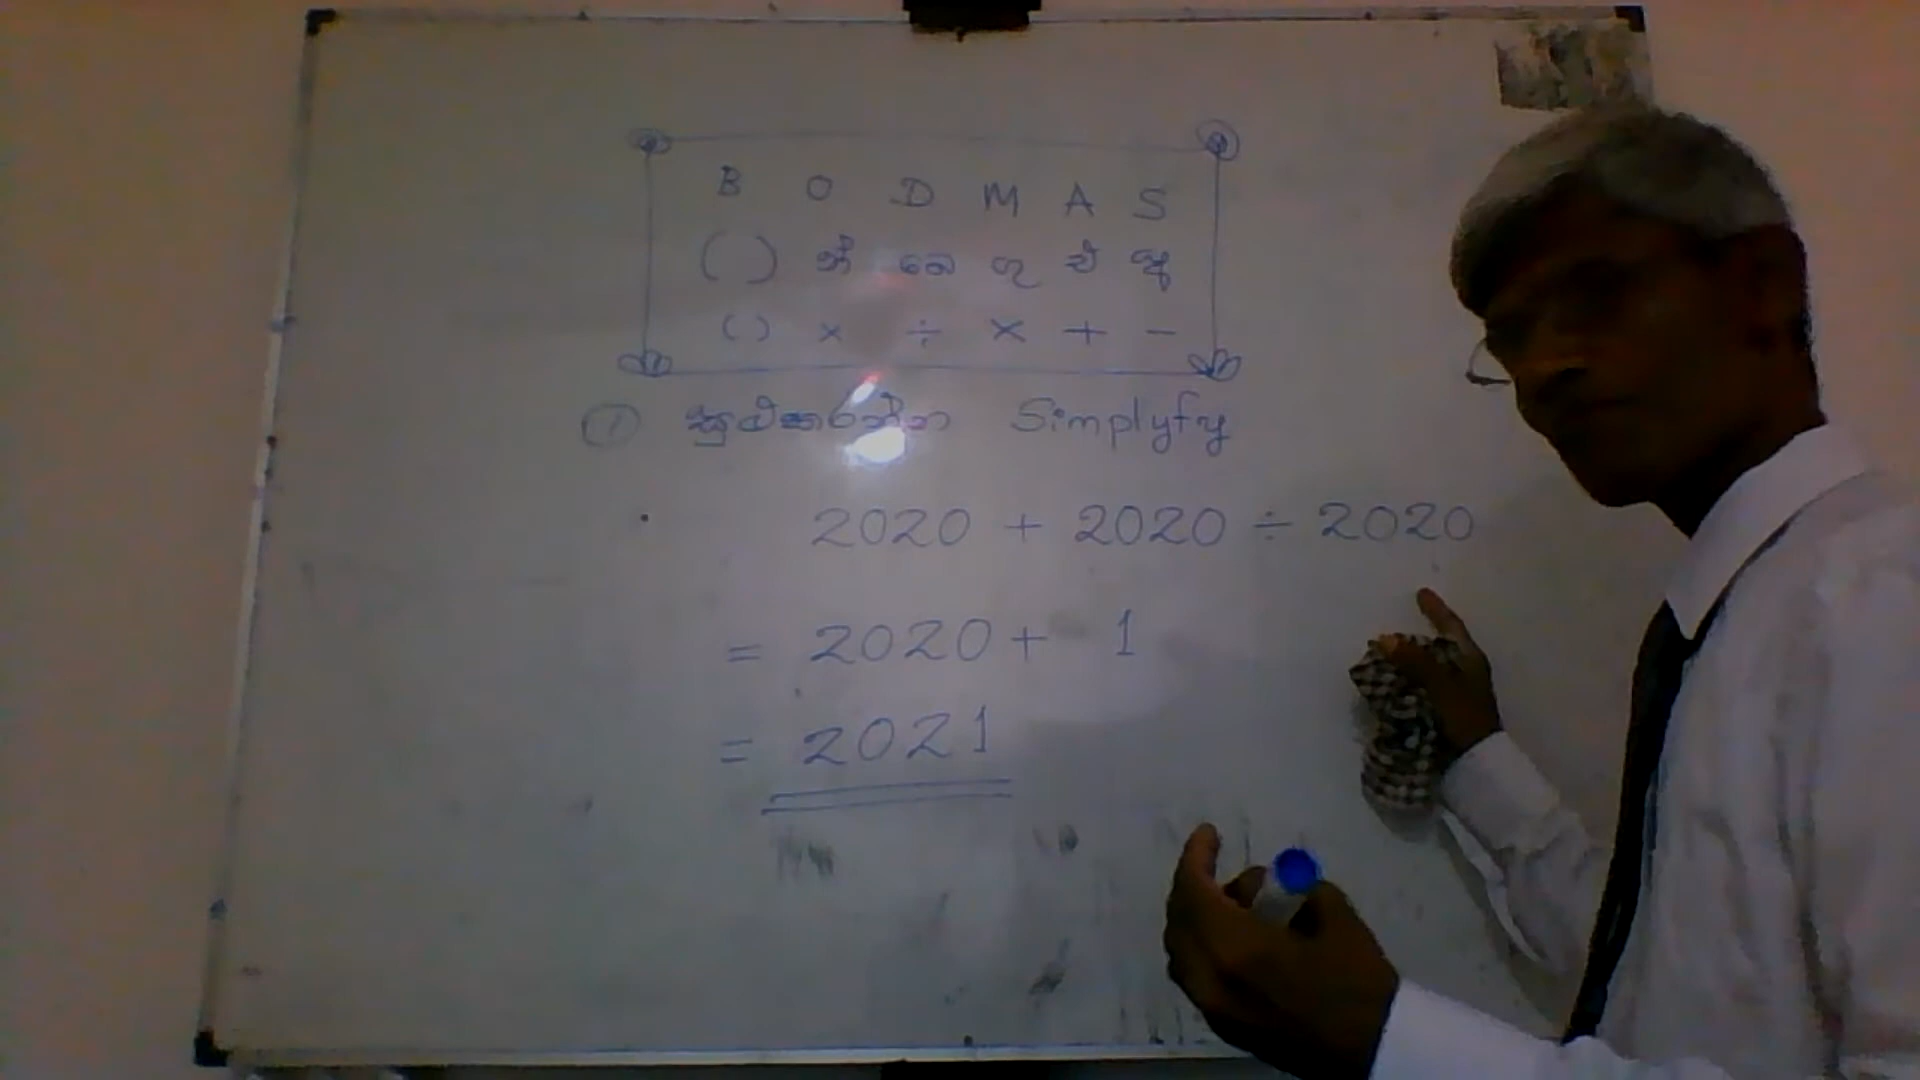 B O D M A S
( ) න් බෙ ගු එ අ
( ) × ÷ × + −
① සුළුකරන්න Simplyfy
2020 + 2020 ÷ 2020
= 2020 + 1
= 2021